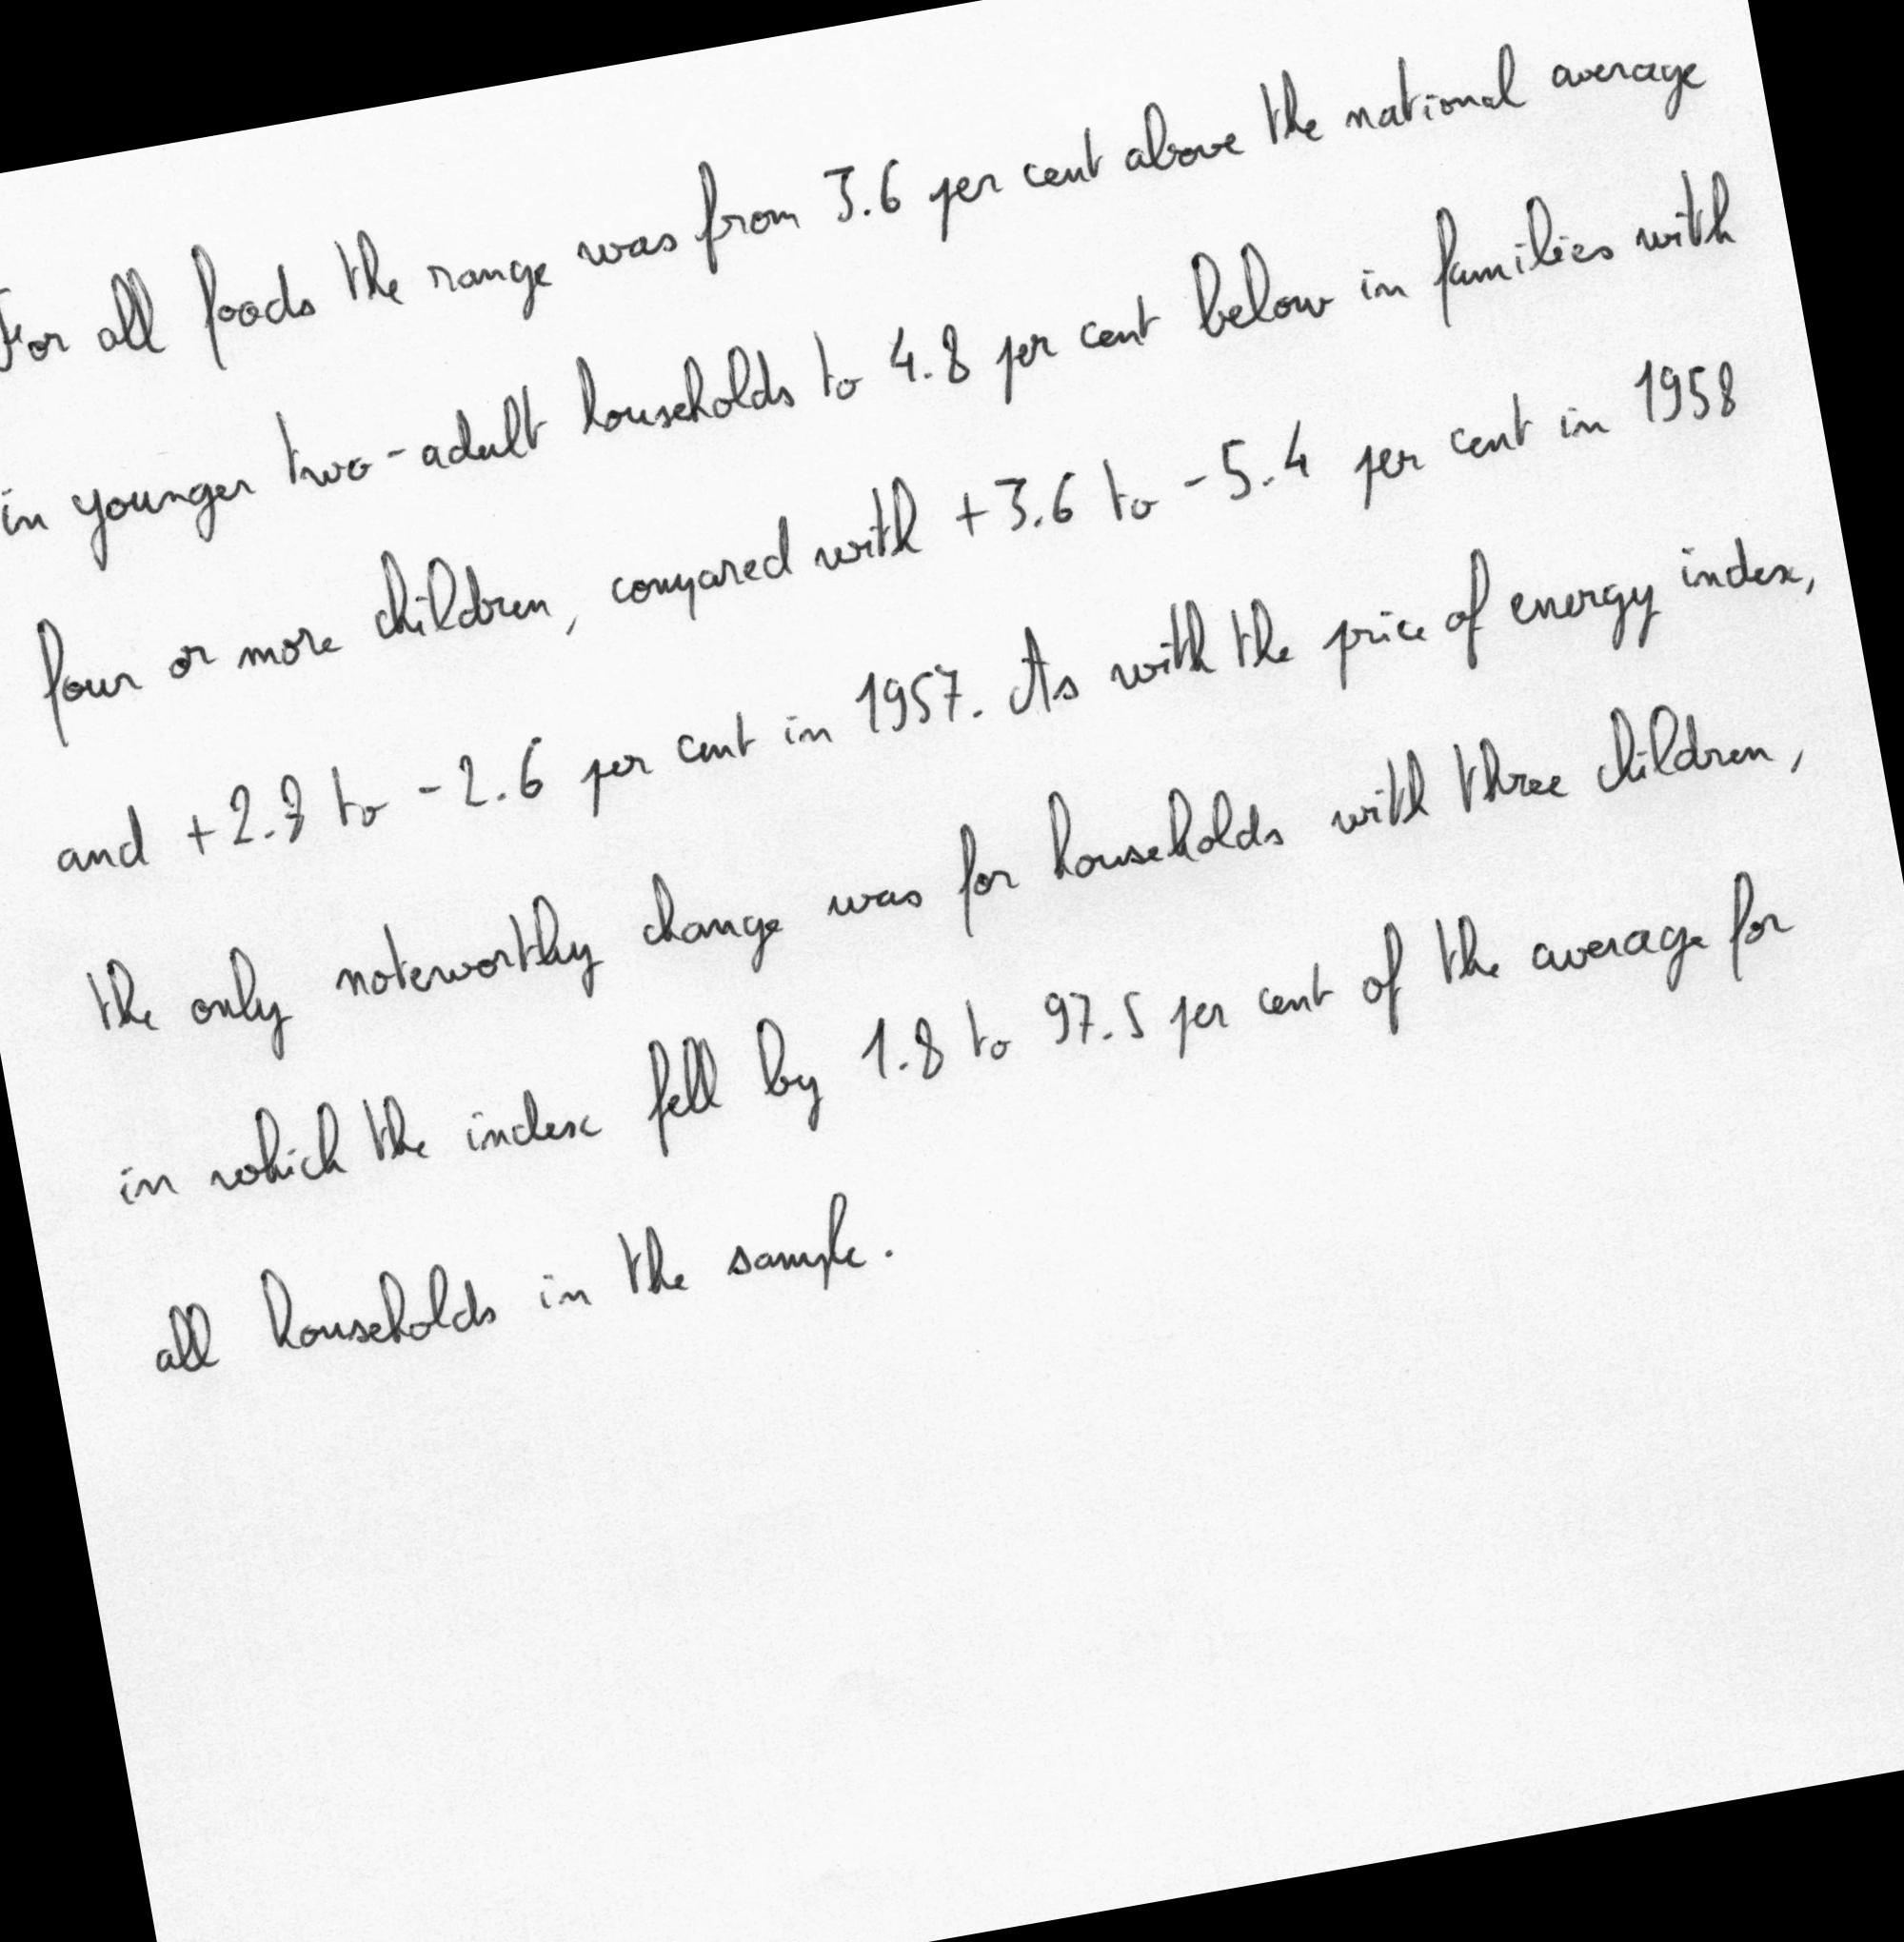 For all foods the range was from 3.6 per cent above the national average
in younger two-adult households to 4.8 per cent below in families with
four or more children, compared with +3.6 to -5.4 per cent in 1958
and to -2.6 per cent in 1957. As with the price of energy index,
the only noteworthy change was for households with three children,
in which the index fell by 1.8 to 97.5 per cent of the average for
all households in the sample.